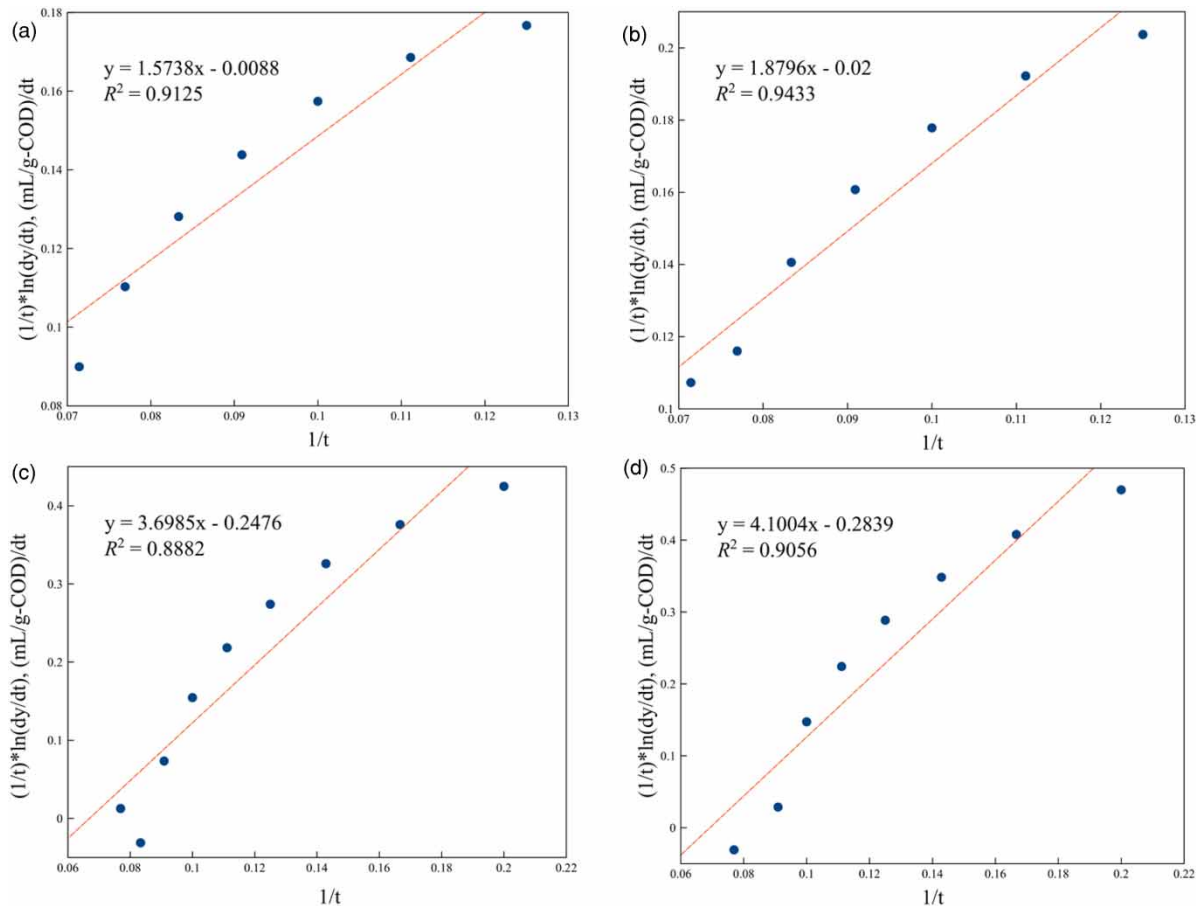 (a)
y = 1.5738x - 0.0088
R² = 0.9125
(1/t)*ln(dy/dt), (mL/g-COD)/dt
0.18
0.16
0.14
0.12
0.1
0.08
0.07 0.08 0.09 0.1 0.11 0.12 0.13
1/t
(b)
y = 1.8796x - 0.02
R² = 0.9433
(1/t)*ln(dy/dt), (mL/g-COD)/dt
0.2
0.18
0.16
0.14
0.12
0.1
0.07 0.08 0.09 0.1 0.11 0.12 0.13
1/t
(c)
y = 3.6985x - 0.2476
R² = 0.8882
(1/t)*ln(dy/dt), (mL/g-COD)/dt
0.4
0.3
0.2
0.1
0
0.06 0.08 0.1 0.12 0.14 0.16 0.18 0.2 0.22
1/t
(d)
y = 4.1004x - 0.2839
R² = 0.9056
(1/t)*ln(dy/dt), (mL/g-COD)/dt
0.5
0.4
0.3
0.2
0.1
0
0.06 0.08 0.1 0.12 0.14 0.16 0.18 0.2 0.22
1/t